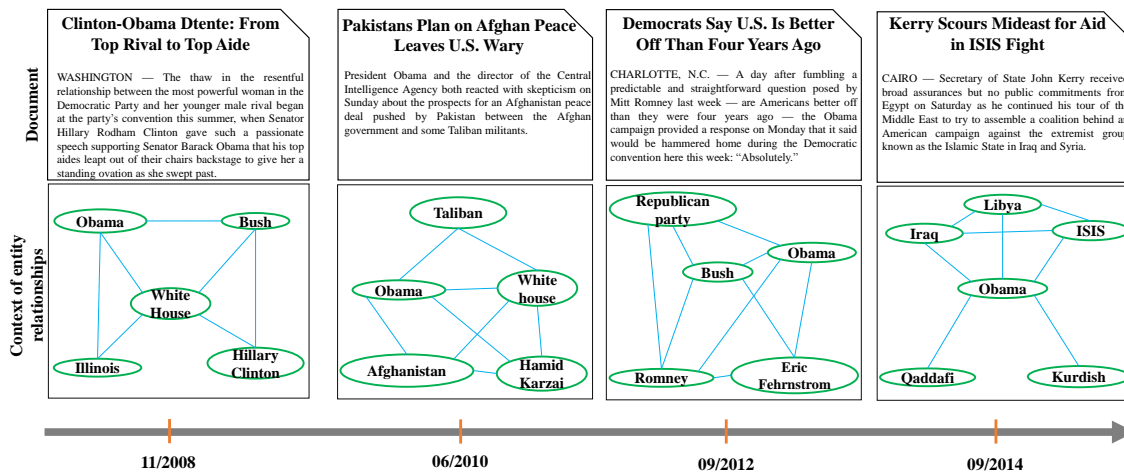 Document
Clinton-Obama Dtente: From
Top Rival to Top Aide
WASHINGTON — The thaw in the resentful
relationship between the most powerful woman in the
Democratic Party and her younger male rival began
at the party's convention this summer, when Senator
Hillary Rodham Clinton gave such a passionate
speech supporting Senator Barack Obama that his top
aides leapt out of their chairs backstage to give her a
standing ovation as she swept past.
Pakistans Plan on Afghan Peace
Leaves U.S. Wary
President Obama and the director of the Central
Intelligence Agency both reacted with skepticism on
Sunday about the prospects for an Afghanistan peace
deal pushed by Pakistan between the Afghan
government and some Taliban militants.
Democrats Say U.S. Is Better
Off Than Four Years Ago
CHARLOTTE, N.C. — A day after fumbling a
predictable and straightforward question posed by
Mitt Romney last week — are Americans better off
than they were four years ago — the Obama
campaign provided a response on Monday that it said
would be hammered home during the Democratic
convention here this week: “Absolutely.”
Kerry Scours Mideast for Aid
in ISIS Fight
CAIRO — Secretary of State John Kerry received
broad assurances but no public commitments from
Egypt on Saturday as he continued his tour of the
Middle East to try to assemble a coalition behind an
American campaign against the extremist group
known as the Islamic State in Iraq and Syria.
Context of entity
relationships
Obama
Bush
White
House
Illinois
Hillary
Clinton
Taliban
Obama
White
house
Afghanistan
Hamid
Karzai
Republican
party
Obama
Bush
Romney
Eric
Fehrnstrom
Libya
Iraq
ISIS
Obama
Qaddafi
Kurdish
11/2008
06/2010
09/2012
09/2014